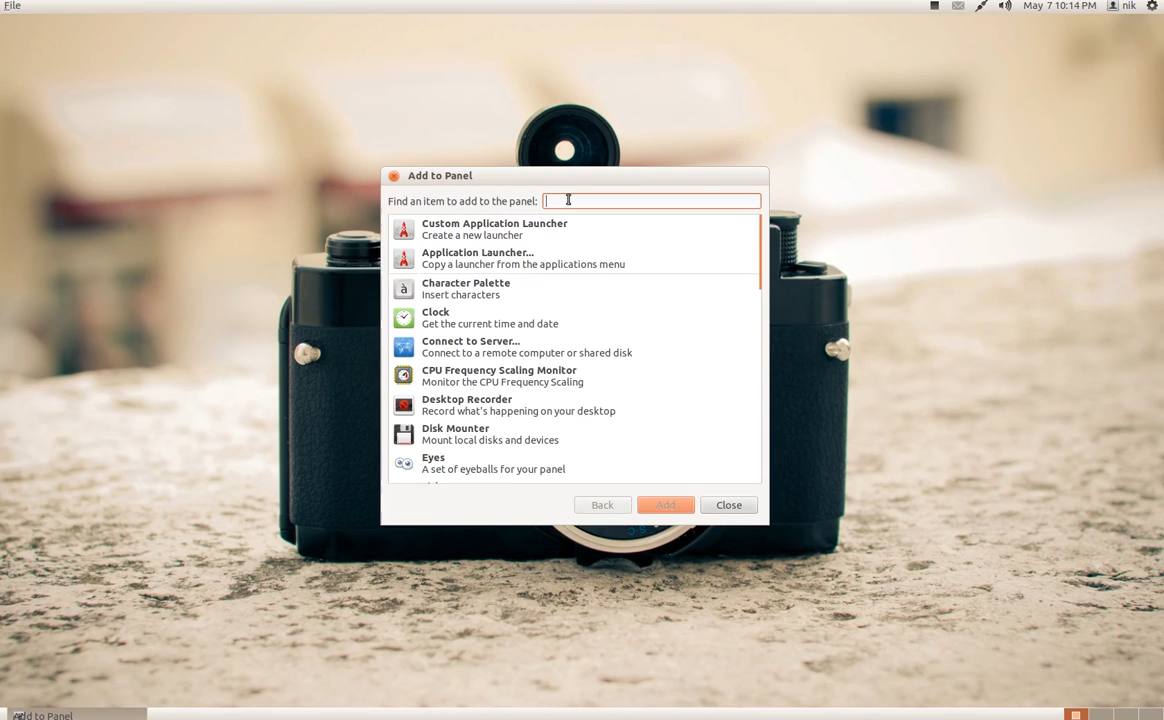 File
May 7 10:14 PM
nik
Add to Panel
Find an item to add to the panel:
Custom Application Launcher
Create a new launcher
Application Launcher...
Copy a launcher from the applications menu
à
Character Palette
Insert characters
Clock
Get the current time and date
Connect to Server...
Connect to a remote computer or shared disk
CPU Frequency Scaling Monitor
Monitor the CPU Frequency Scaling
Desktop Recorder
Record what's happening on your desktop
Disk Mounter
Mount local disks and devices
Eyes
A set of eyeballs for your panel
Back
Add
Close
Add to Panel